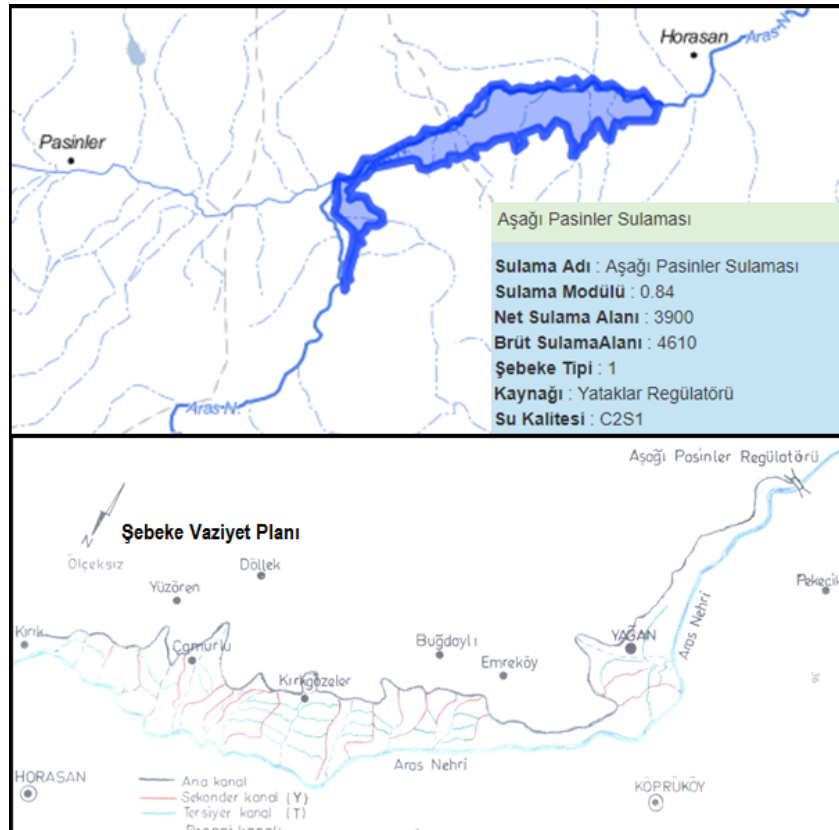 Horasan
Aras N.
Pasinler
Aşağı Pasinler Sulaması
Sulama Adı : Aşağı Pasinler Sulaması
Sulama Modülü : 0.84
Net Sulama Alanı : 3900
Brüt SulamaAlanı : 4610
Şebeke Tipi : 1
Kaynağı : Yataklar Regülatörü
Su Kalitesi : C2S1
Aras N.
Aşağı Pasinler Regülatörü
Şebeke Vaziyet Planı
Ölçeksiz
Döllek
Yüzören
Pekecik
Kırık
Çamurlu
Buğdaylı
YAĞAN
Aras Nehri
Emreköy
Kırkgözeler
36
Aras Nehri
HORASAN
KÖPRÜKÖY
Ana kanal
Sekonder kanal (Y)
Tersiyer kanal (T)